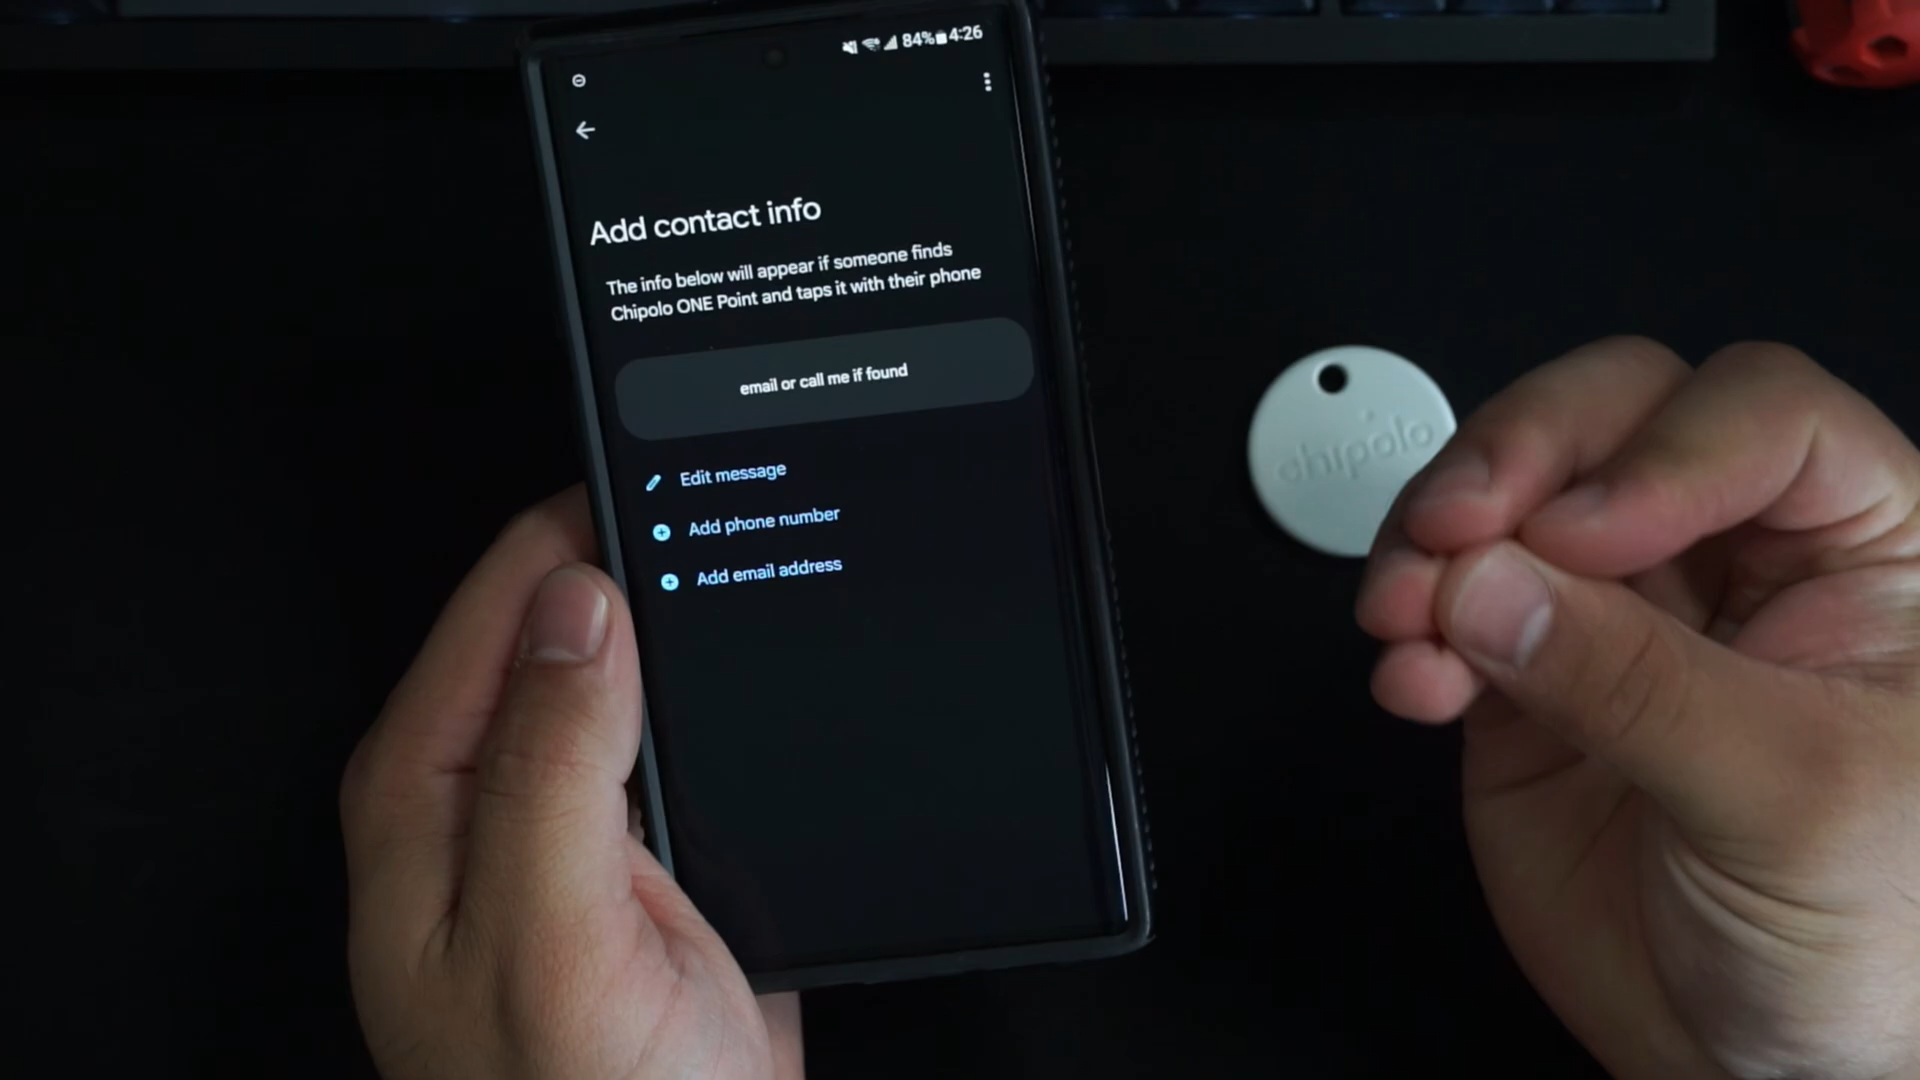 84% 4:26
Add contact info
The info below will appear if someone finds
Chipolo ONE Point and taps it with their phone
email or call me if found
Edit message
Add phone number
Add email address
chipolo